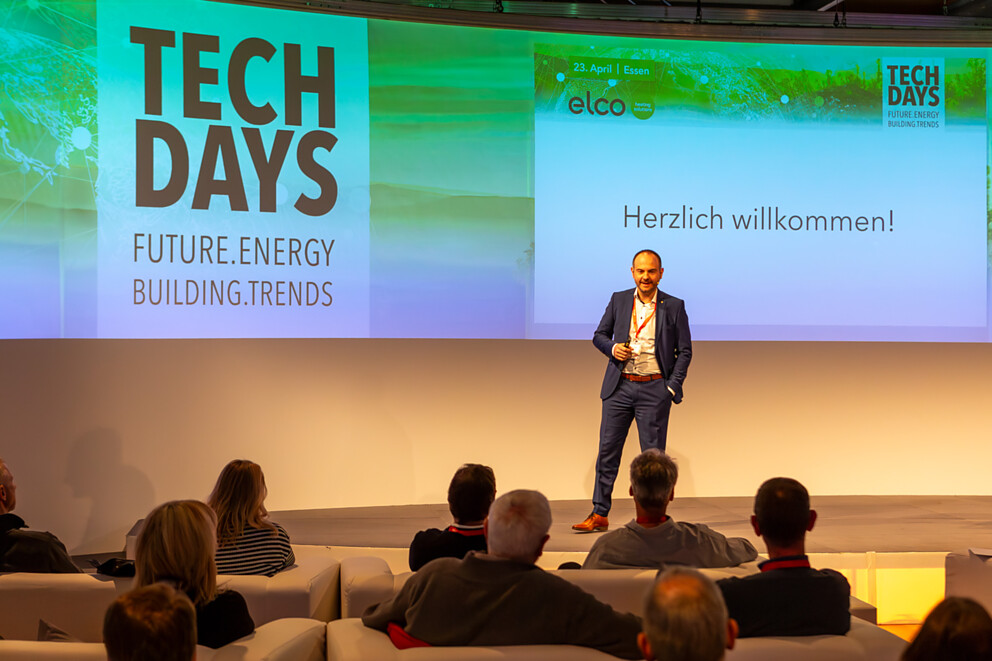 TECH
DAYS
FUTURE.ENERGY
BUILDING.TRENDS
23. April | Essen
elco
TECH
DAYS
FUTURE.ENERGY
BUILDING.TRENDS
Herzlich willkommen!